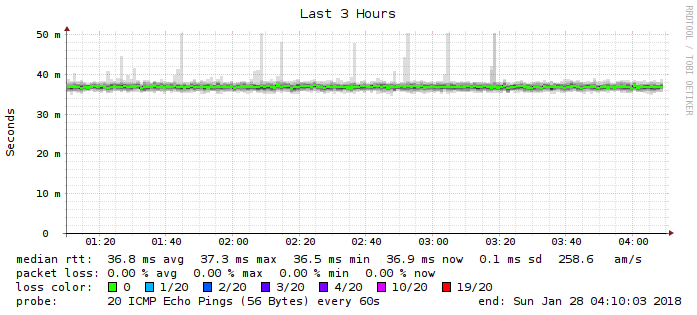 Last 3 Hours
RRDTOOL / TOBI OETIKER
Seconds
50 m
40 m
30 m
20 m
10 m
0
01:20 01:40 02:00 02:20 02:40 03:00 03:20 03:40 04:00
median rtt: 36.8 ms avg 37.3 ms max 36.5 ms min 36.9 ms now 0.1 ms sd 258.6 am/s
packet loss: 0.00 % avg 0.00 % max 0.00 % min 0.00 % now
loss color: 0 1/20 2/20 3/20 4/20 10/20 19/20
probe: 20 ICMP Echo Pings (56 Bytes) every 60s end: Sun Jan 28 04:10:03 2018